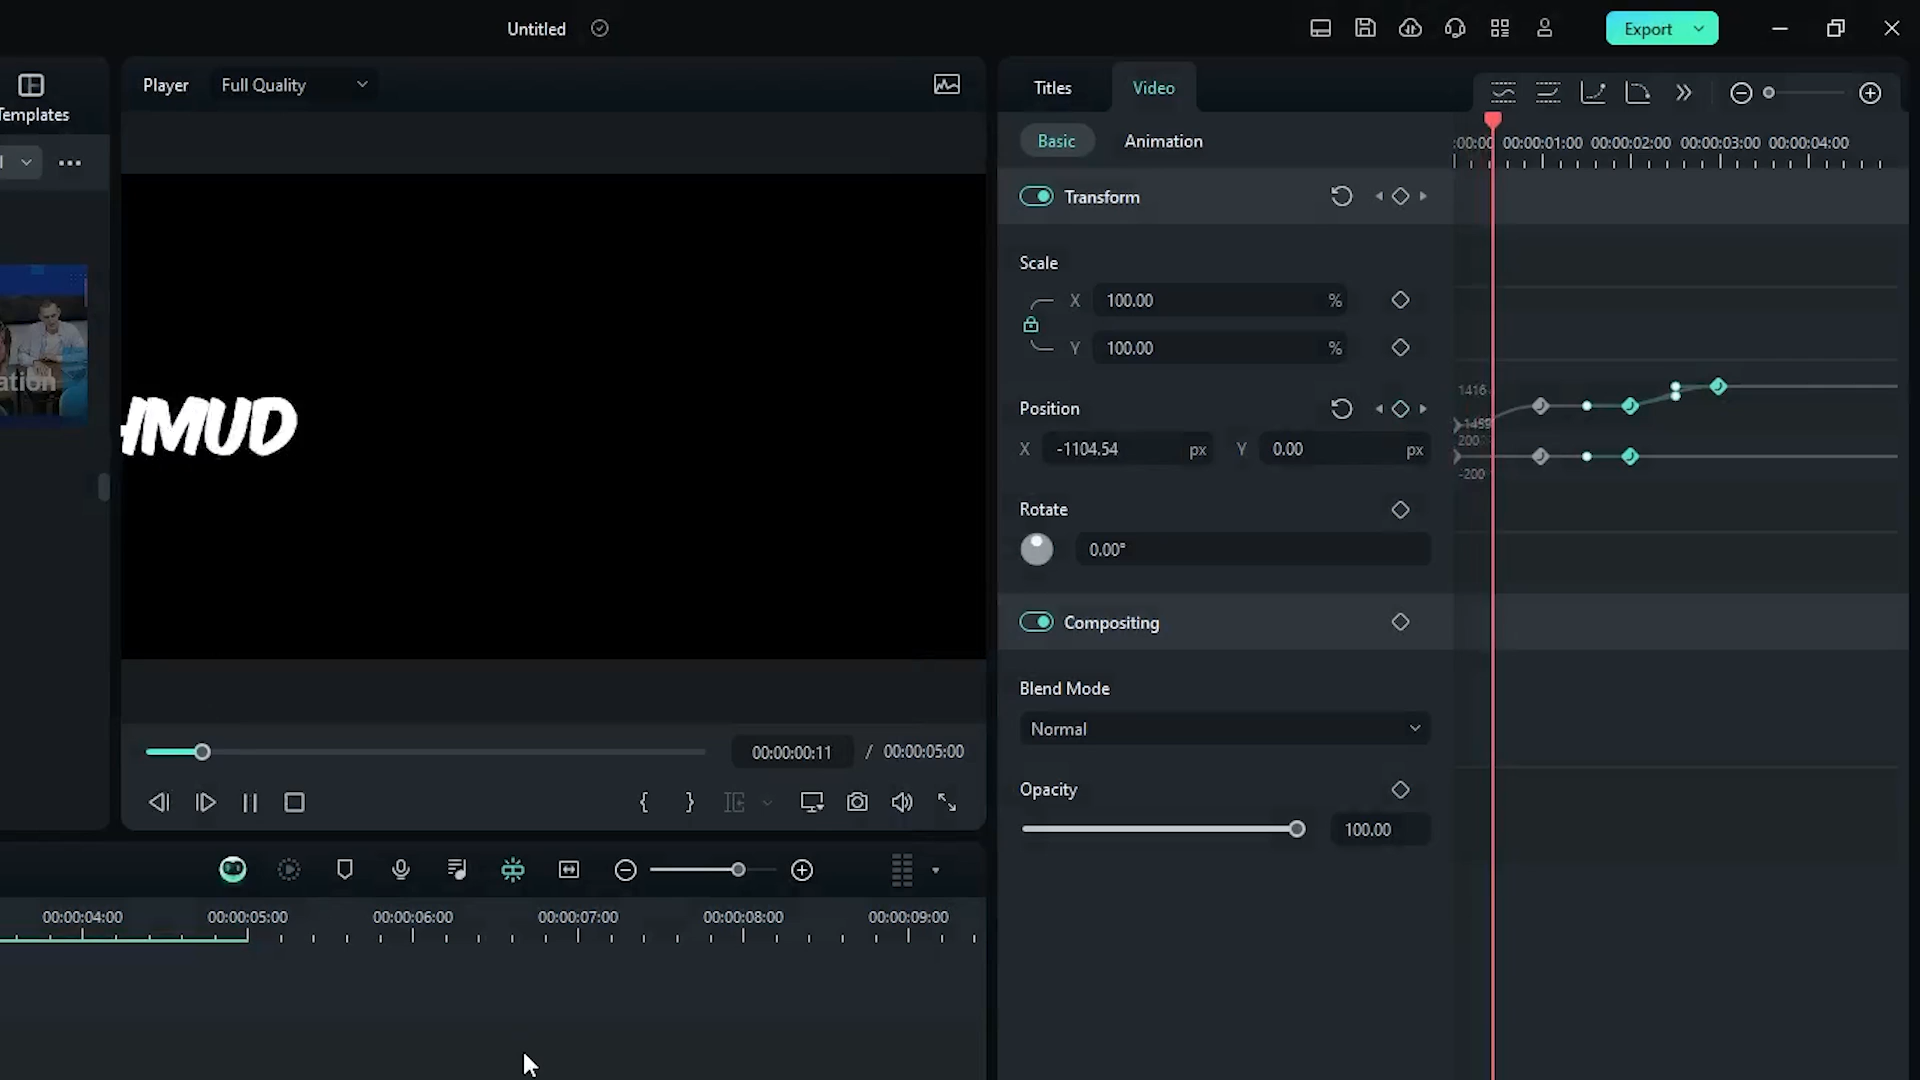 Untitled
Export
Templates
Player
Full Quality
Titles
Video
Basic
Animation
00:00:01:00
00:00:02:00
00:00:03:00
00:00:04:00
Transform
Scale
X
100.00
%
Y
100.00
%
Position
X
-1104.54
px
Y
0.00
px
1416
200
-200
Rotate
0.00°
Compositing
Blend Mode
Normal
Opacity
100.00
ation
HMUD
00:00:00:11
/
00:00:05:00
00:00:04:00
00:00:05:00
00:00:06:00
00:00:07:00
00:00:08:00
00:00:09:00